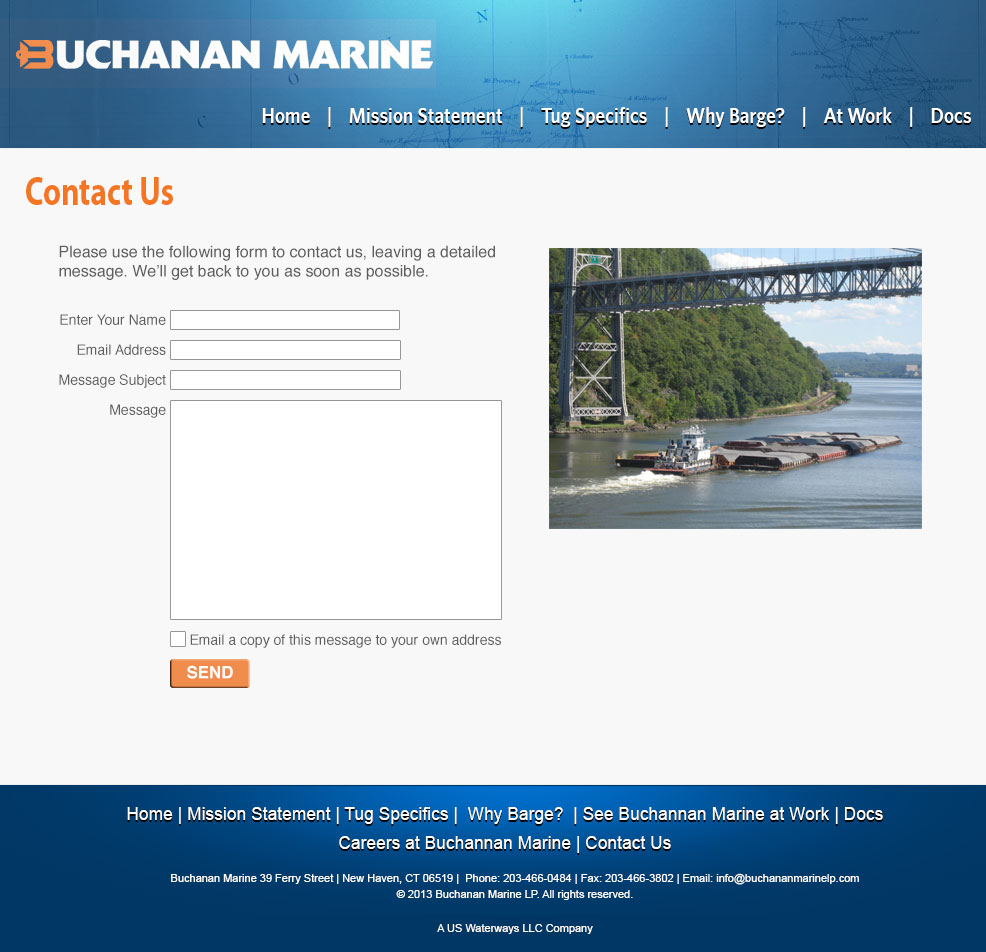 BUCHANAN MARINE
Home | Mission Statement | Tug Specifics | Why Barge? | At Work | Docs
Contact Us
Please use the following form to contact us, leaving a detailed
message. We'll get back to you as soon as possible.
Enter Your Name
Email Address
Message Subject
Message
Email a copy of this message to your own address
SEND
Home | Mission Statement | Tug Specifics | Why Barge? | See Buchannan Marine at Work | Docs
Careers at Buchannan Marine | Contact Us
Buchanan Marine 39 Ferry Street | New Haven, CT 06519 | Phone: 203-466-0484 | Fax: 203-466-3802 | Email: info@buchananmarinelp.com
© 2013 Buchanan Marine LP. All rights reserved.
A US Waterways LLC Company